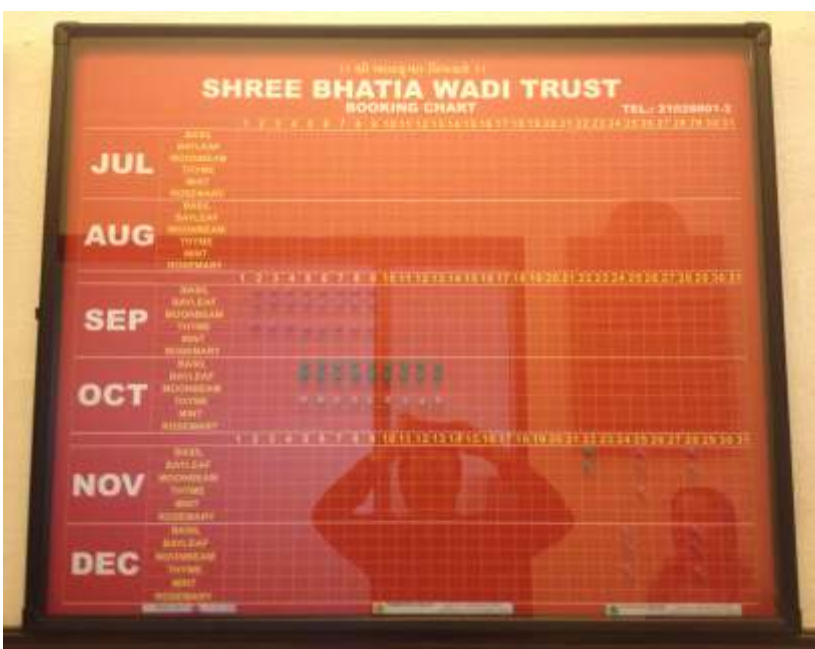 SHREE BHATIA WADI TRUST
BOOKING CHART
1 2 3 4 5 6 7 8 9 10 11 12 13 14 15 16 17 18 19 20 21 22 23 24 25 26 27 28 29 30 31
JUL
BASIL
BAYLEAF
MOONBEAM
THYME
MINT
ROSEMARY
AUG
BASIL
BAYLEAF
MOONBEAM
THYME
MINT
ROSEMARY
1 2 3 4 5 6 7 8 9 10 11 12 13 14 15 16 17 18 19 20 21 22 23 24 25 26 27 28 29 30 31
SEP
BASIL
BAYLEAF
MOONBEAM
THYME
MINT
ROSEMARY
OCT
BASIL
BAYLEAF
MOONBEAM
THYME
MINT
ROSEMARY
1 2 3 4 5 6 7 8 9 10 11 12 13 14 15 16 17 18 19 20 21 22 23 24 25 26 27 28 29 30 31
NOV
BASIL
BAYLEAF
MOONBEAM
THYME
MINT
ROSEMARY
DEC
BASIL
BAYLEAF
MOONBEAM
THYME
MINT
ROSEMARY